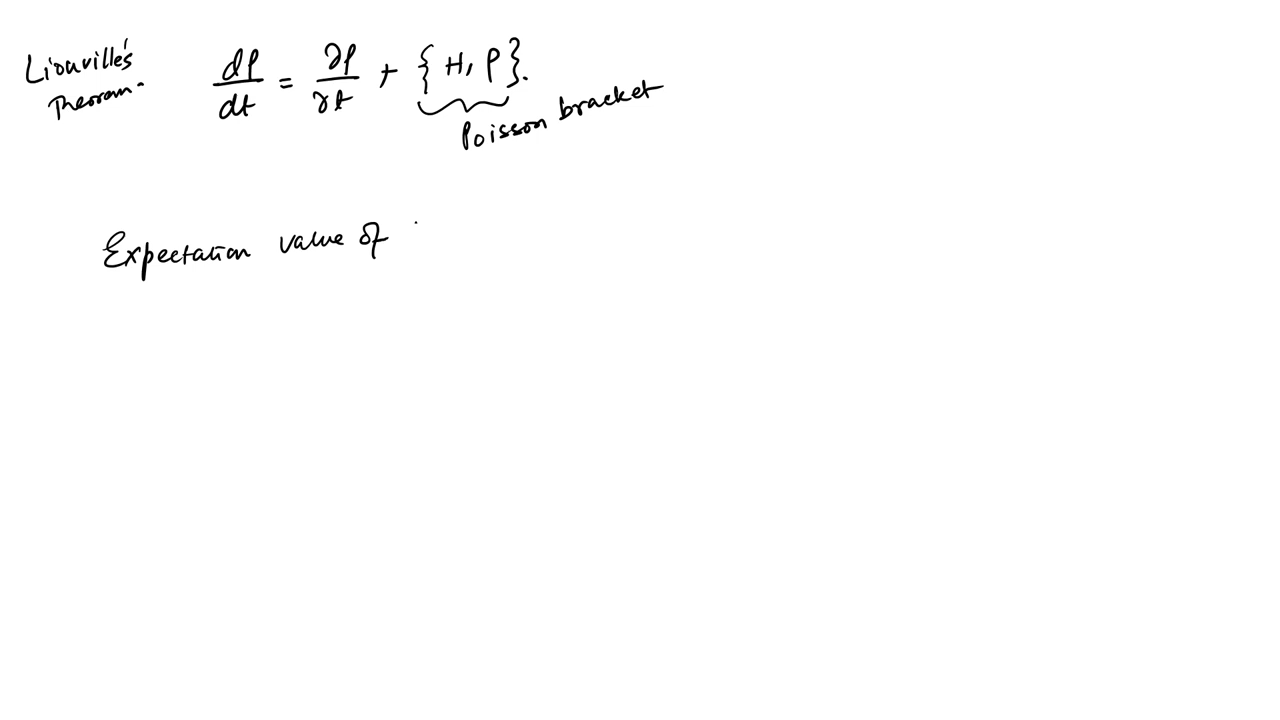 Liouville's Theorem. dρ/dt = ∂ρ/∂t + {H, ρ}.
Poisson bracket
Expectation value of